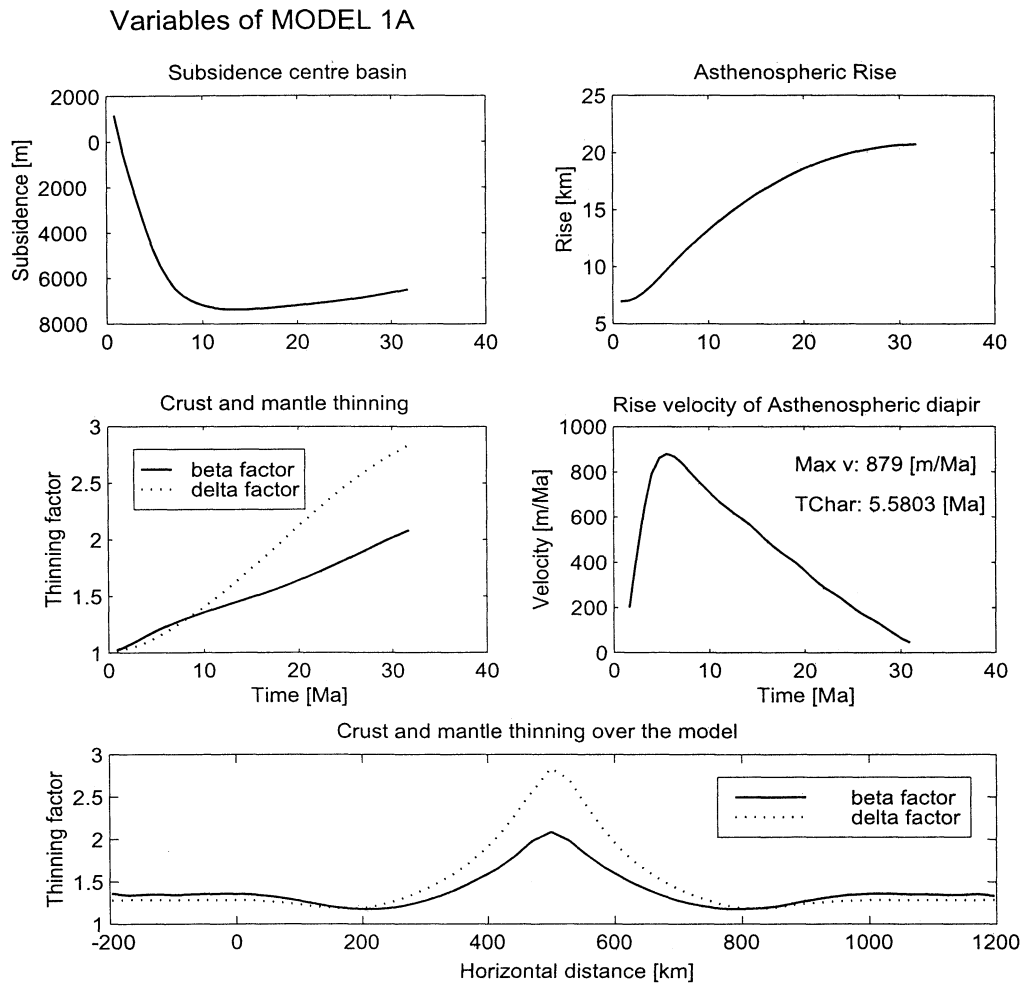 Variables of MODEL 1A
Subsidence centre basin
Subsidence [m]
2000
0
2000
4000
6000
8000
0
10
20
30
40
Asthenospheric Rise
Rise [km]
25
20
15
10
5
0
10
20
30
40
Crust and mantle thinning
Thinning factor
3
2.5
2
1.5
1
beta factor
delta factor
0
10
20
30
40
Time [Ma]
Rise velocity of Asthenospheric diapir
Velocity [m/Ma]
1000
800
600
400
200
0
Max v: 879 [m/Ma]
TChar: 5.5803 [Ma]
0
10
20
30
40
Time [Ma]
Crust and mantle thinning over the model
Thinning factor
3
2.5
2
1.5
1
beta factor
delta factor
-200
0
200
400
600
800
1000
1200
Horizontal distance [km]